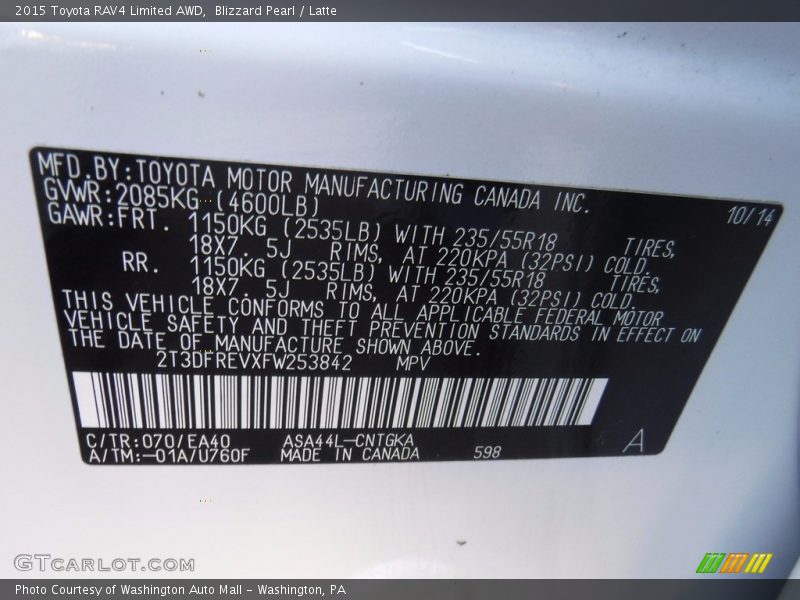 2015 Toyota RAV4 Limited AWD, Blizzard Pearl / Latte
MFD.BY:TOYOTA MOTOR MANUFACTURING CANADA INC.
GVWR:2085KG (4600LB) 10/14
GAWR:FRT. 1150KG (2535LB) WITH 235/55R18 TIRES,
18X7. 5J RIMS, AT 220KPA (32PSI) COLD.
RR. 1150KG (2535LB) WITH 235/55R18 TIRES,
18X7. 5J RIMS, AT 220KPA (32PSI) COLD.
THIS VEHICLE CONFORMS TO ALL APPLICABLE FEDERAL MOTOR
VEHICLE SAFETY AND THEFT PREVENTION STANDARDS IN EFFECT ON
THE DATE OF MANUFACTURE SHOWN ABOVE.
2T3DFREVXFW253842 MPV
C/TR:070/EA40 ASA44L-CNTGKA
A/TM:-01A/U760F MADE IN CANADA 598 A
GTCARLOT.COM
Photo Courtesy of Washington Auto Mall - Washington, PA